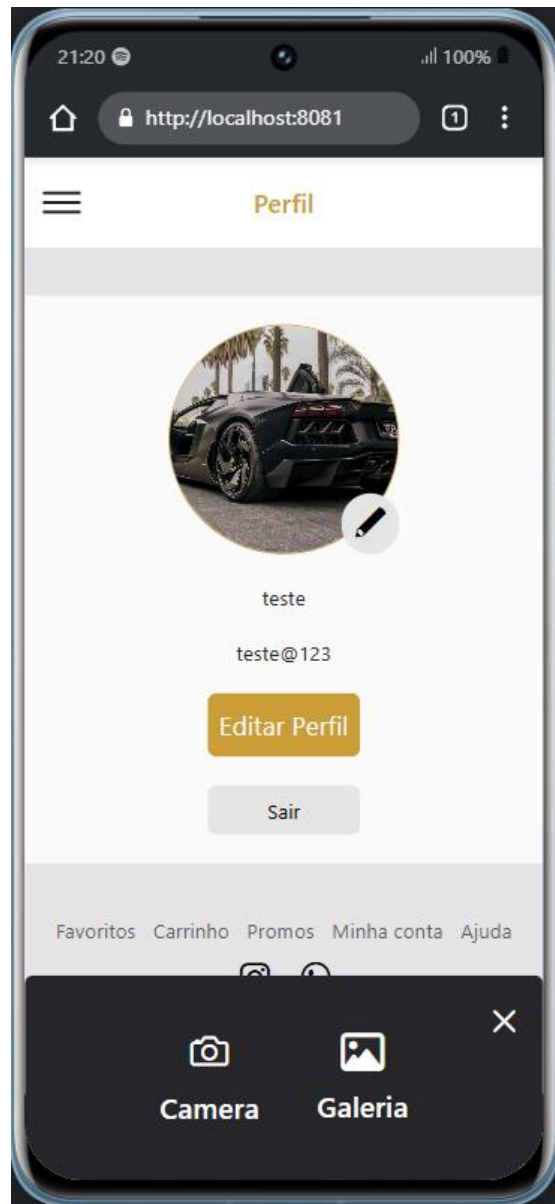 21:20 100%
http://localhost:8081 1
Perfil
teste
teste@123
Editar Perfil
Sair
Favoritos Carrinho Promos Minha conta Ajuda
Camera Galeria